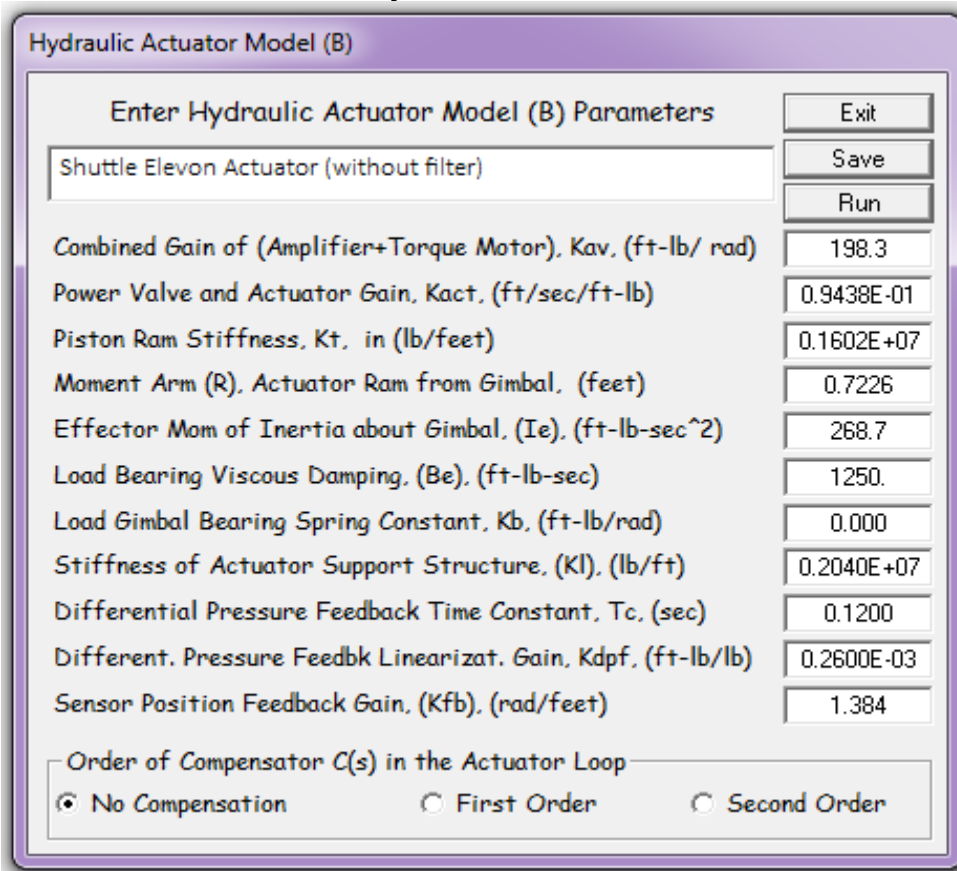 Hydraulic Actuator Model (B)
Enter Hydraulic Actuator Model (B) Parameters
Exit
Shuttle Elevon Actuator (without filter)
Save
Run
Combined Gain of (Amplifier+Torque Motor), Kav, (ft-lb/ rad) 198.3
Power Valve and Actuator Gain, Kact, (ft/sec/ft-lb) 0.9438E-01
Piston Ram Stiffness, Kt, in (lb/feet) 0.1602E+07
Moment Arm (R), Actuator Ram from Gimbal, (feet) 0.7226
Effector Mom of Inertia about Gimbal, (Ie), (ft-lb-sec^2) 268.7
Load Bearing Viscous Damping, (Be), (ft-lb-sec) 1250.
Load Gimbal Bearing Spring Constant, Kb, (ft-lb/rad) 0.000
Stiffness of Actuator Support Structure, (Kl), (lb/ft) 0.2040E+07
Differential Pressure Feedback Time Constant, Tc, (sec) 0.1200
Different. Pressure Feedbk Linearizat. Gain, Kdpf, (ft-lb/lb) 0.2600E-03
Sensor Position Feedback Gain, (Kfb), (rad/feet) 1.384
Order of Compensator C(s) in the Actuator Loop
No Compensation First Order Second Order